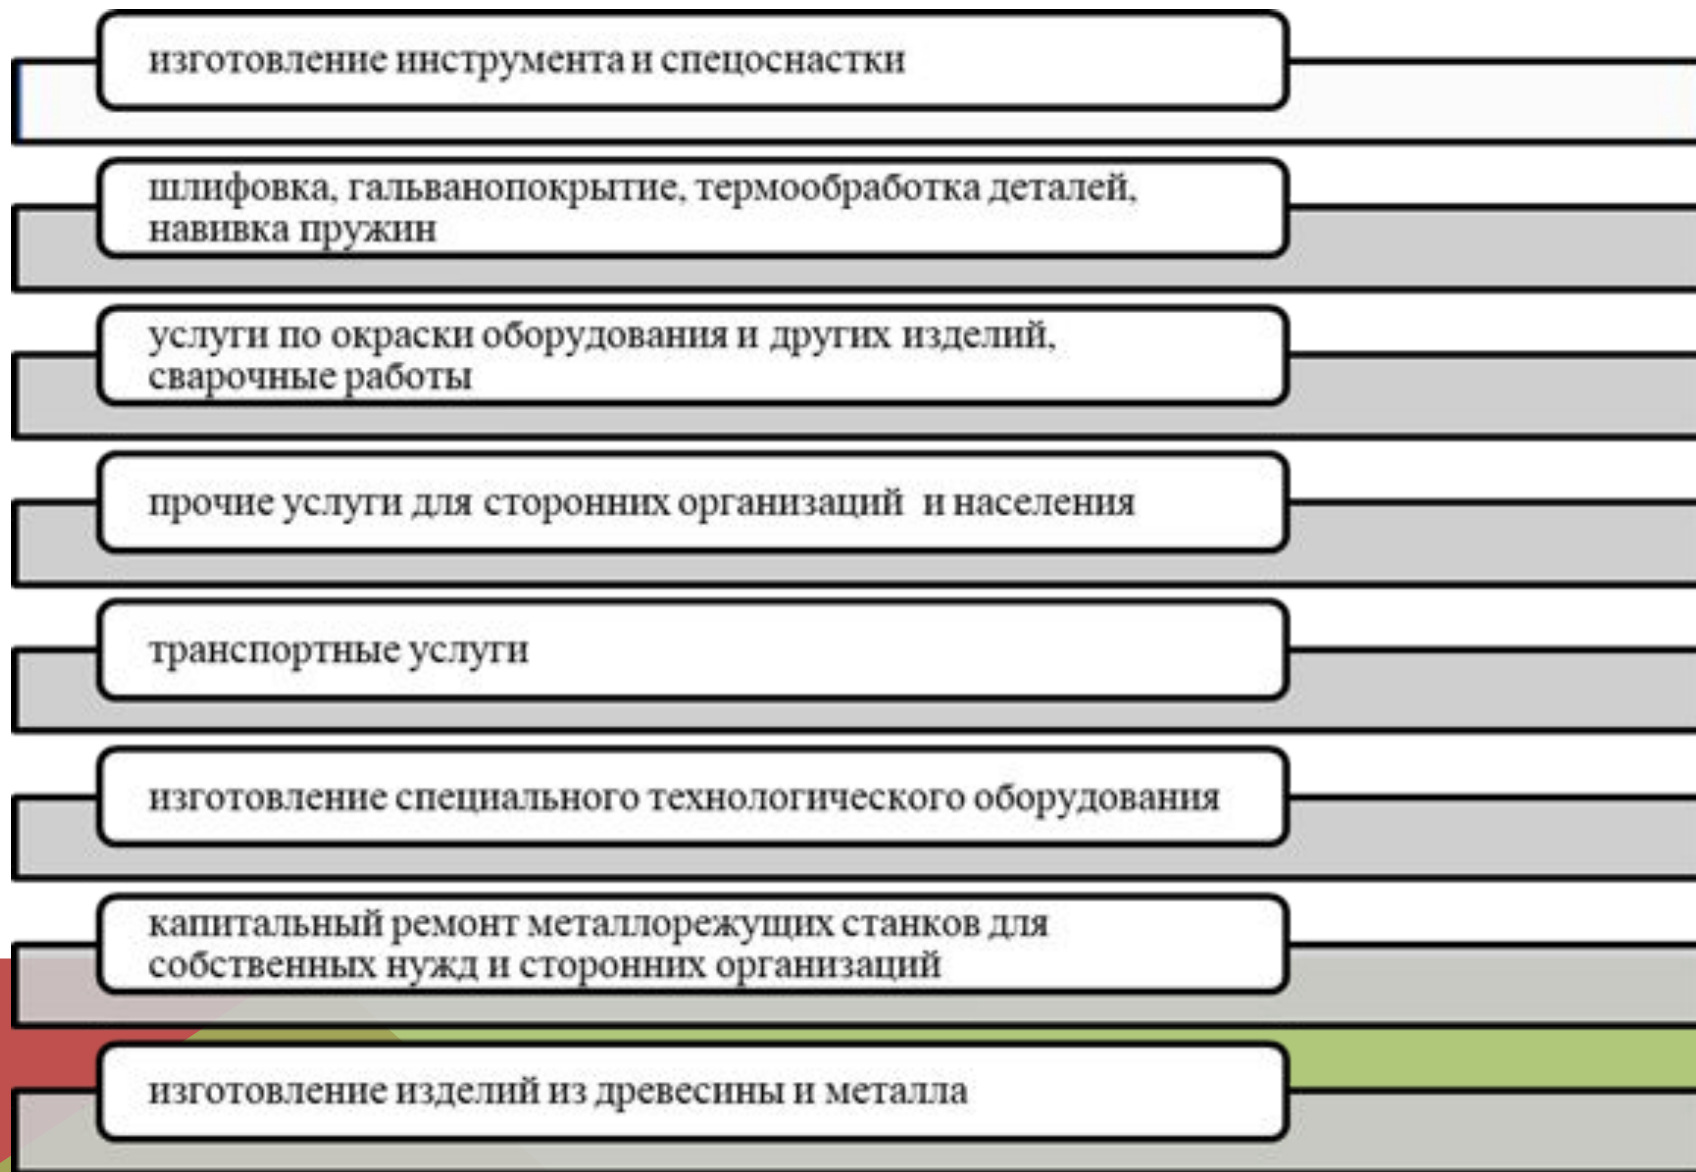 изготовление инструмента и спецоснастки
шлифовка, гальванопокрытие, термообработка деталей,
навивка пружин
услуги по окраски оборудования и других изделий,
сварочные работы
прочие услуги для сторонних организаций и населения
транспортные услуги
изготовление специального технологического оборудования
капитальный ремонт металлорежущих станков для
собственных нужд и сторонних организаций
изготовление изделий из древесины и металла